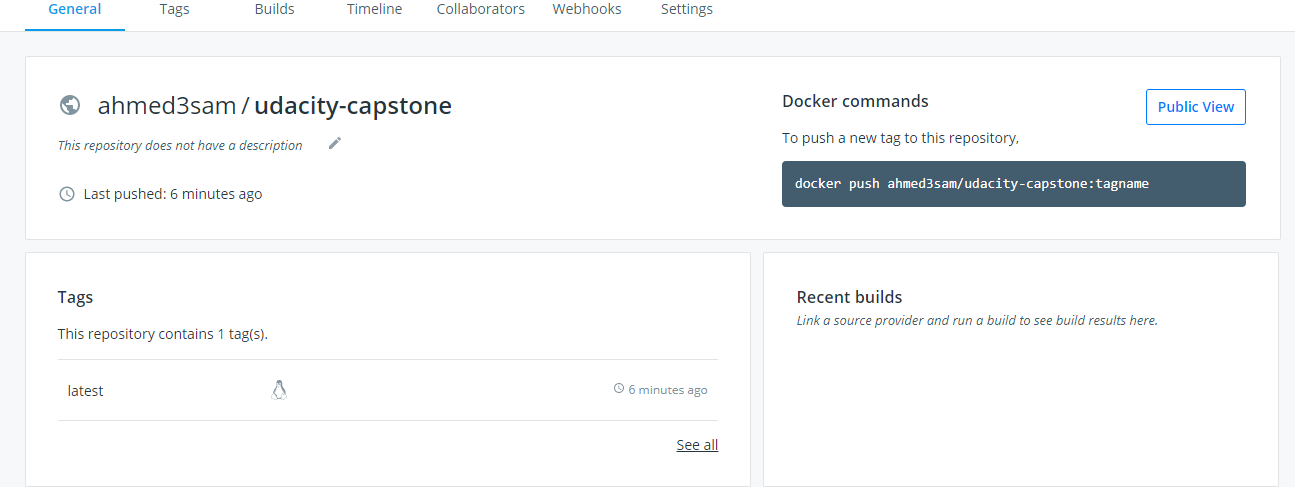 General Tags Builds Timeline Collaborators Webhooks Settings
ahmed3sam / udacity-capstone
This repository does not have a description
Last pushed: 6 minutes ago
Docker commands
Public View
To push a new tag to this repository,
docker push ahmed3sam/udacity-capstone:tagname
Tags
This repository contains 1 tag(s).
latest
6 minutes ago
See all
Recent builds
Link a source provider and run a build to see build results here.